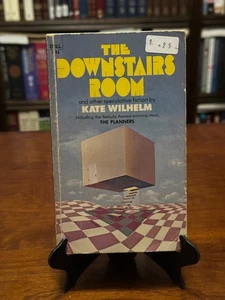 THE
DOWNSTAIRS
ROOM
and other speculative fiction by
KATE WILHELM
including the Nebula Award-winning story,
THE PLANNERS